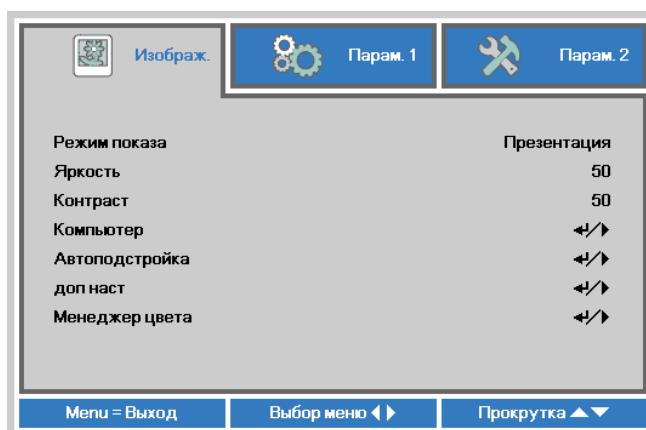 Изображ. Парам. 1 Парам. 2
Режим показа Презентация
Яркость 50
Контраст 50
Компьютер ↵/▶
Автоподстройка ↵/▶
доп наст ↵/▶
Менеджер цвета ↵/▶
Menu = Выход Выбор меню ◀▶ Прокрутка ▲▼